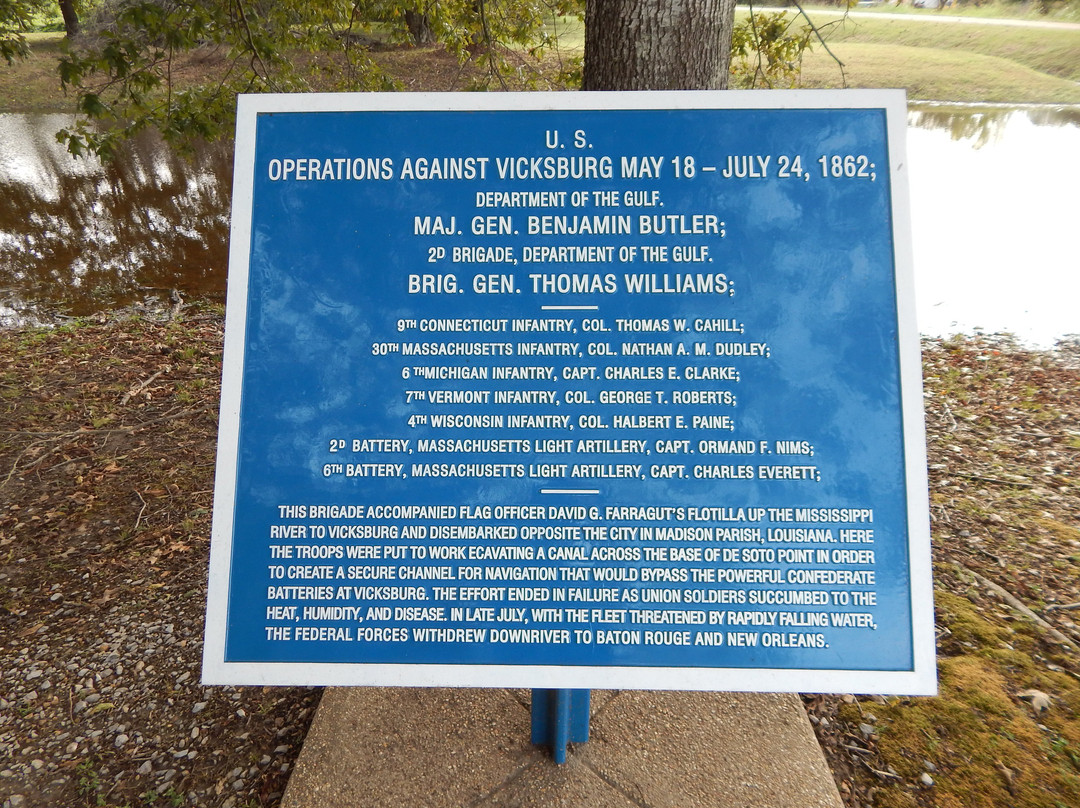 U. S.
OPERATIONS AGAINST VICKSBURG MAY 18 – JULY 24, 1862;
DEPARTMENT OF THE GULF.
MAJ. GEN. BENJAMIN BUTLER;
2D BRIGADE, DEPARTMENT OF THE GULF.
BRIG. GEN. THOMAS WILLIAMS;
9TH CONNECTICUT INFANTRY, COL. THOMAS W. CAHILL;
30TH MASSACHUSETTS INFANTRY, COL. NATHAN A. M. DUDLEY;
6 THMICHIGAN INFANTRY, CAPT. CHARLES E. CLARKE;
7TH VERMONT INFANTRY, COL. GEORGE T. ROBERTS;
4TH WISCONSIN INFANTRY, COL. HALBERT E. PAINE;
2D BATTERY, MASSACHUSETTS LIGHT ARTILLERY, CAPT. ORMAND F. NIMS;
6TH BATTERY, MASSACHUSETTS LIGHT ARTILLERY, CAPT. CHARLES EVERETT;
THIS BRIGADE ACCOMPANIED FLAG OFFICER DAVID G. FARRAGUT'S FLOTILLA UP THE MISSISSIPPI
RIVER TO VICKSBURG AND DISEMBARKED OPPOSITE THE CITY IN MADISON PARISH, LOUISIANA. HERE
THE TROOPS WERE PUT TO WORK ECAVATING A CANAL ACROSS THE BASE OF DE SOTO POINT IN ORDER
TO CREATE A SECURE CHANNEL FOR NAVIGATION THAT WOULD BYPASS THE POWERFUL CONFEDERATE
BATTERIES AT VICKSBURG. THE EFFORT ENDED IN FAILURE AS UNION SOLDIERS SUCCUMBED TO THE
HEAT, HUMIDITY, AND DISEASE. IN LATE JULY, WITH THE FLEET THREATENED BY RAPIDLY FALLING WATER,
THE FEDERAL FORCES WITHDREW DOWNRIVER TO BATON ROUGE AND NEW ORLEANS.